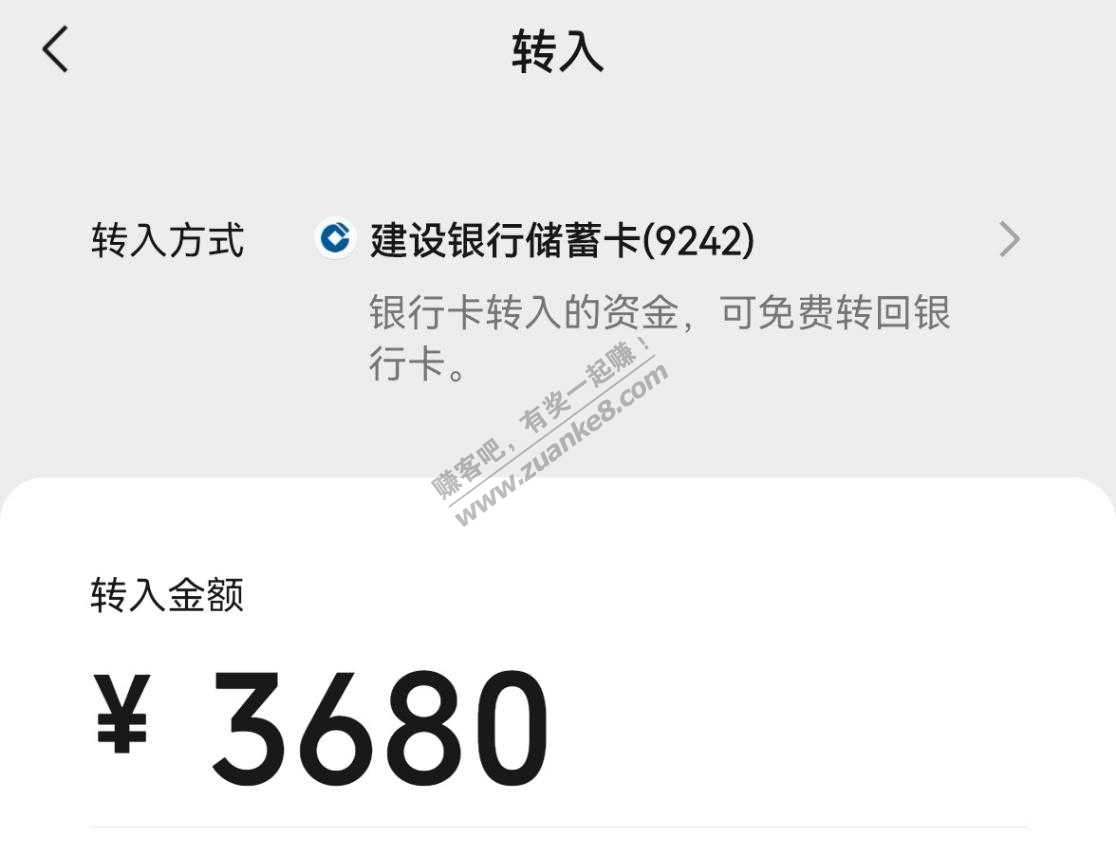 转入
转入方式 建设银行储蓄卡(9242)
银行卡转入的资金，可免费转回银
行卡。
赚客吧，有奖一起赚！
www.zuanke8.com
转入金额
¥ 3680